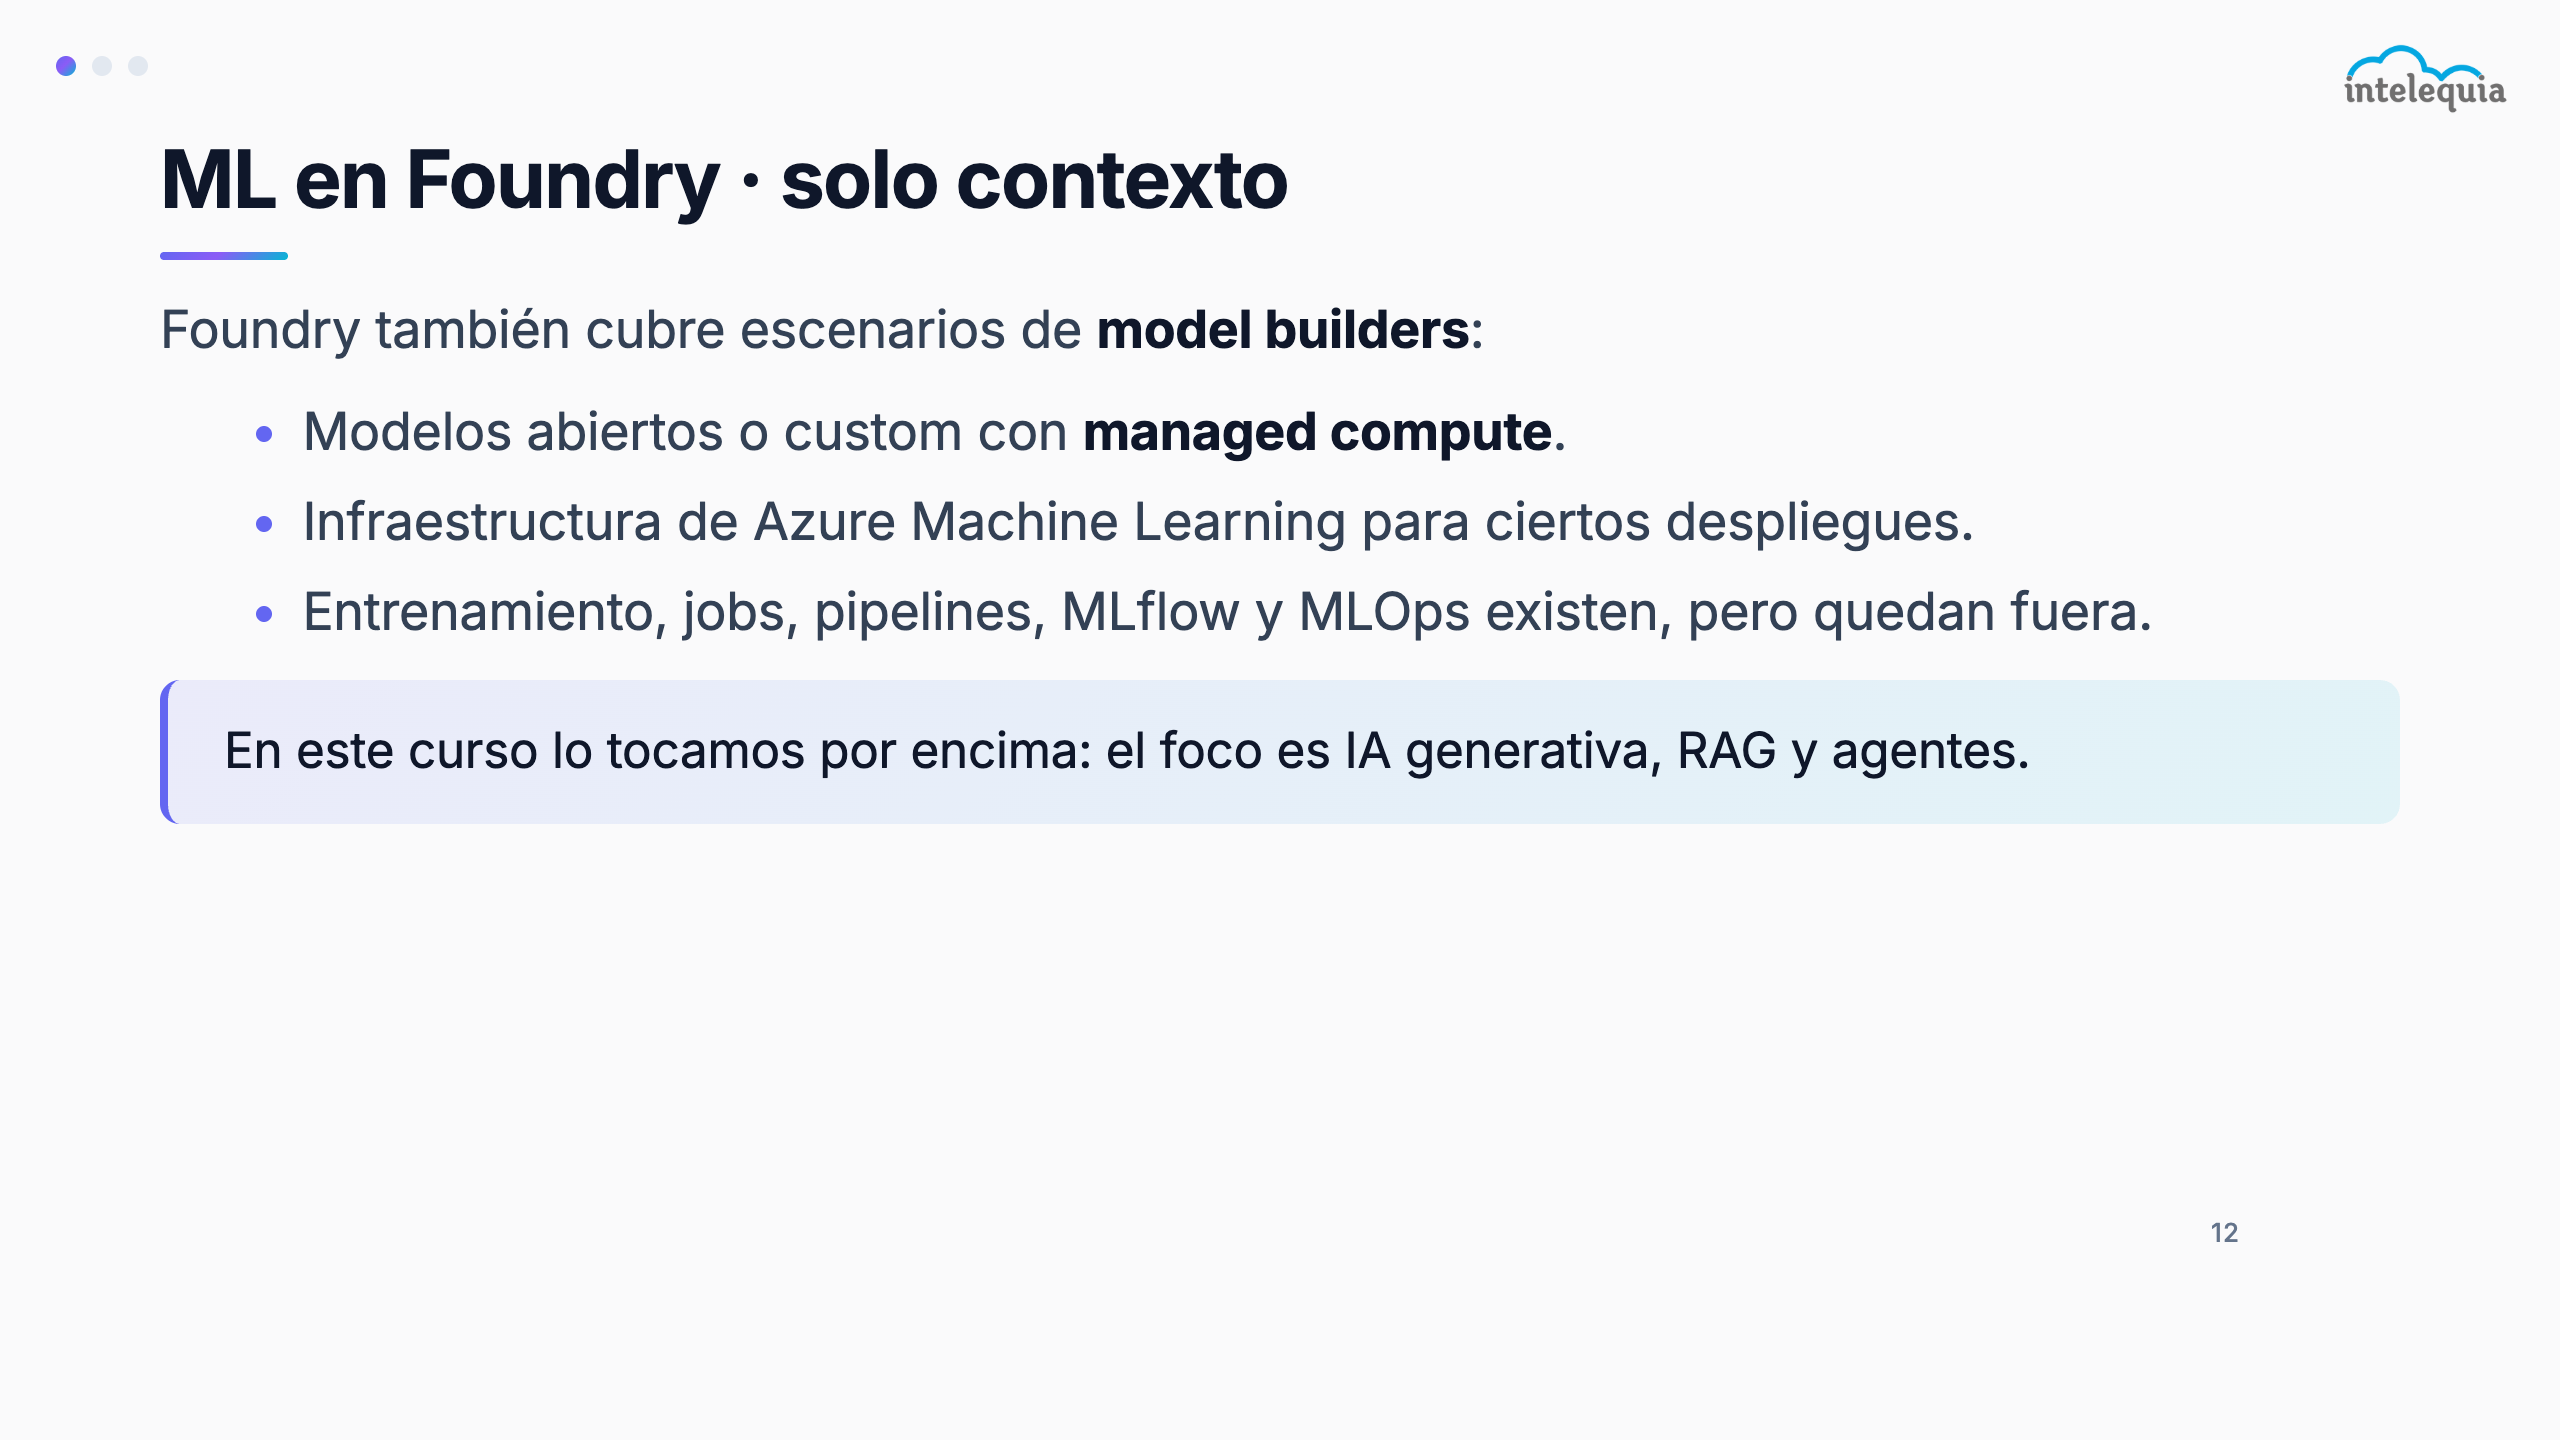 intelequia
ML en Foundry · solo contexto
Foundry también cubre escenarios de model builders:
• Modelos abiertos o custom con managed compute.
• Infraestructura de Azure Machine Learning para ciertos despliegues.
• Entrenamiento, jobs, pipelines, MLflow y MLOps existen, pero quedan fuera.
En este curso lo tocamos por encima: el foco es IA generativa, RAG y agentes.
12